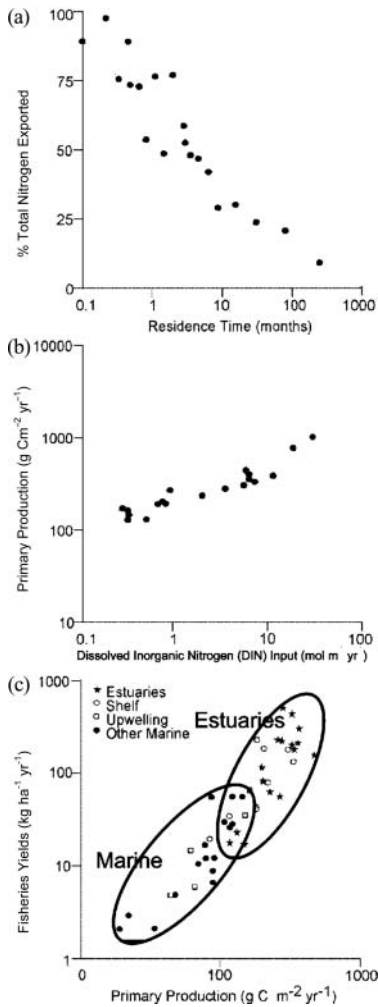 (a)
% Total Nitrogen Exported
100
75
50
25
0
0.1 1 10 100 1000
Residence Time (months)
(b)
Primary Production (g Cm⁻² yr⁻¹)
10000
1000
100
10
0.1 1 10 100
Dissolved Inorganic Nitrogen (DIN) Input (mol m yr )
(c)
Fisheries Yields (kg ha⁻¹ yr⁻¹)
1000
100
10
1
Estuaries
Shelf
Upwelling
Other Marine
Estuaries
Marine
0 100 1000
Primary Production (g C m⁻² yr⁻¹)